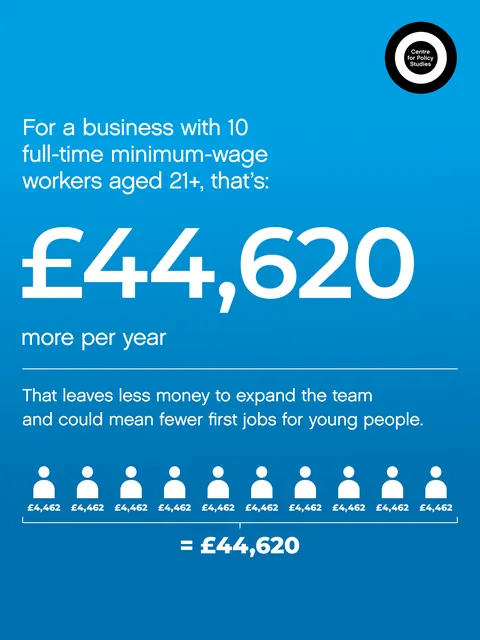 Centre
for Policy
Studies
For a business with 10
full-time minimum-wage
workers aged 21+, that's:
£44,620
more per year
That leaves less money to expand the team
and could mean fewer first jobs for young people.
£4,462 £4,462 £4,462 £4,462 £4,462 £4,462 £4,462 £4,462 £4,462 £4,462
= £44,620